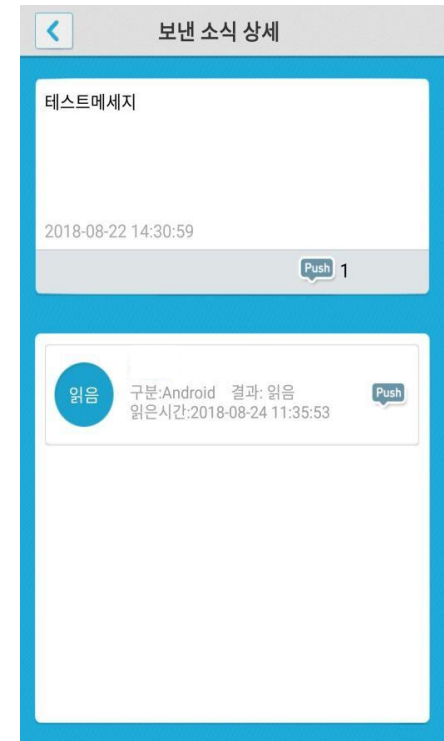 보낸 소식 상세
테스트메세지
2018-08-22 14:30:59
Push 1
읽음
구분:Android 결과: 읽음
Push
읽은시간:2018-08-24 11:35:53